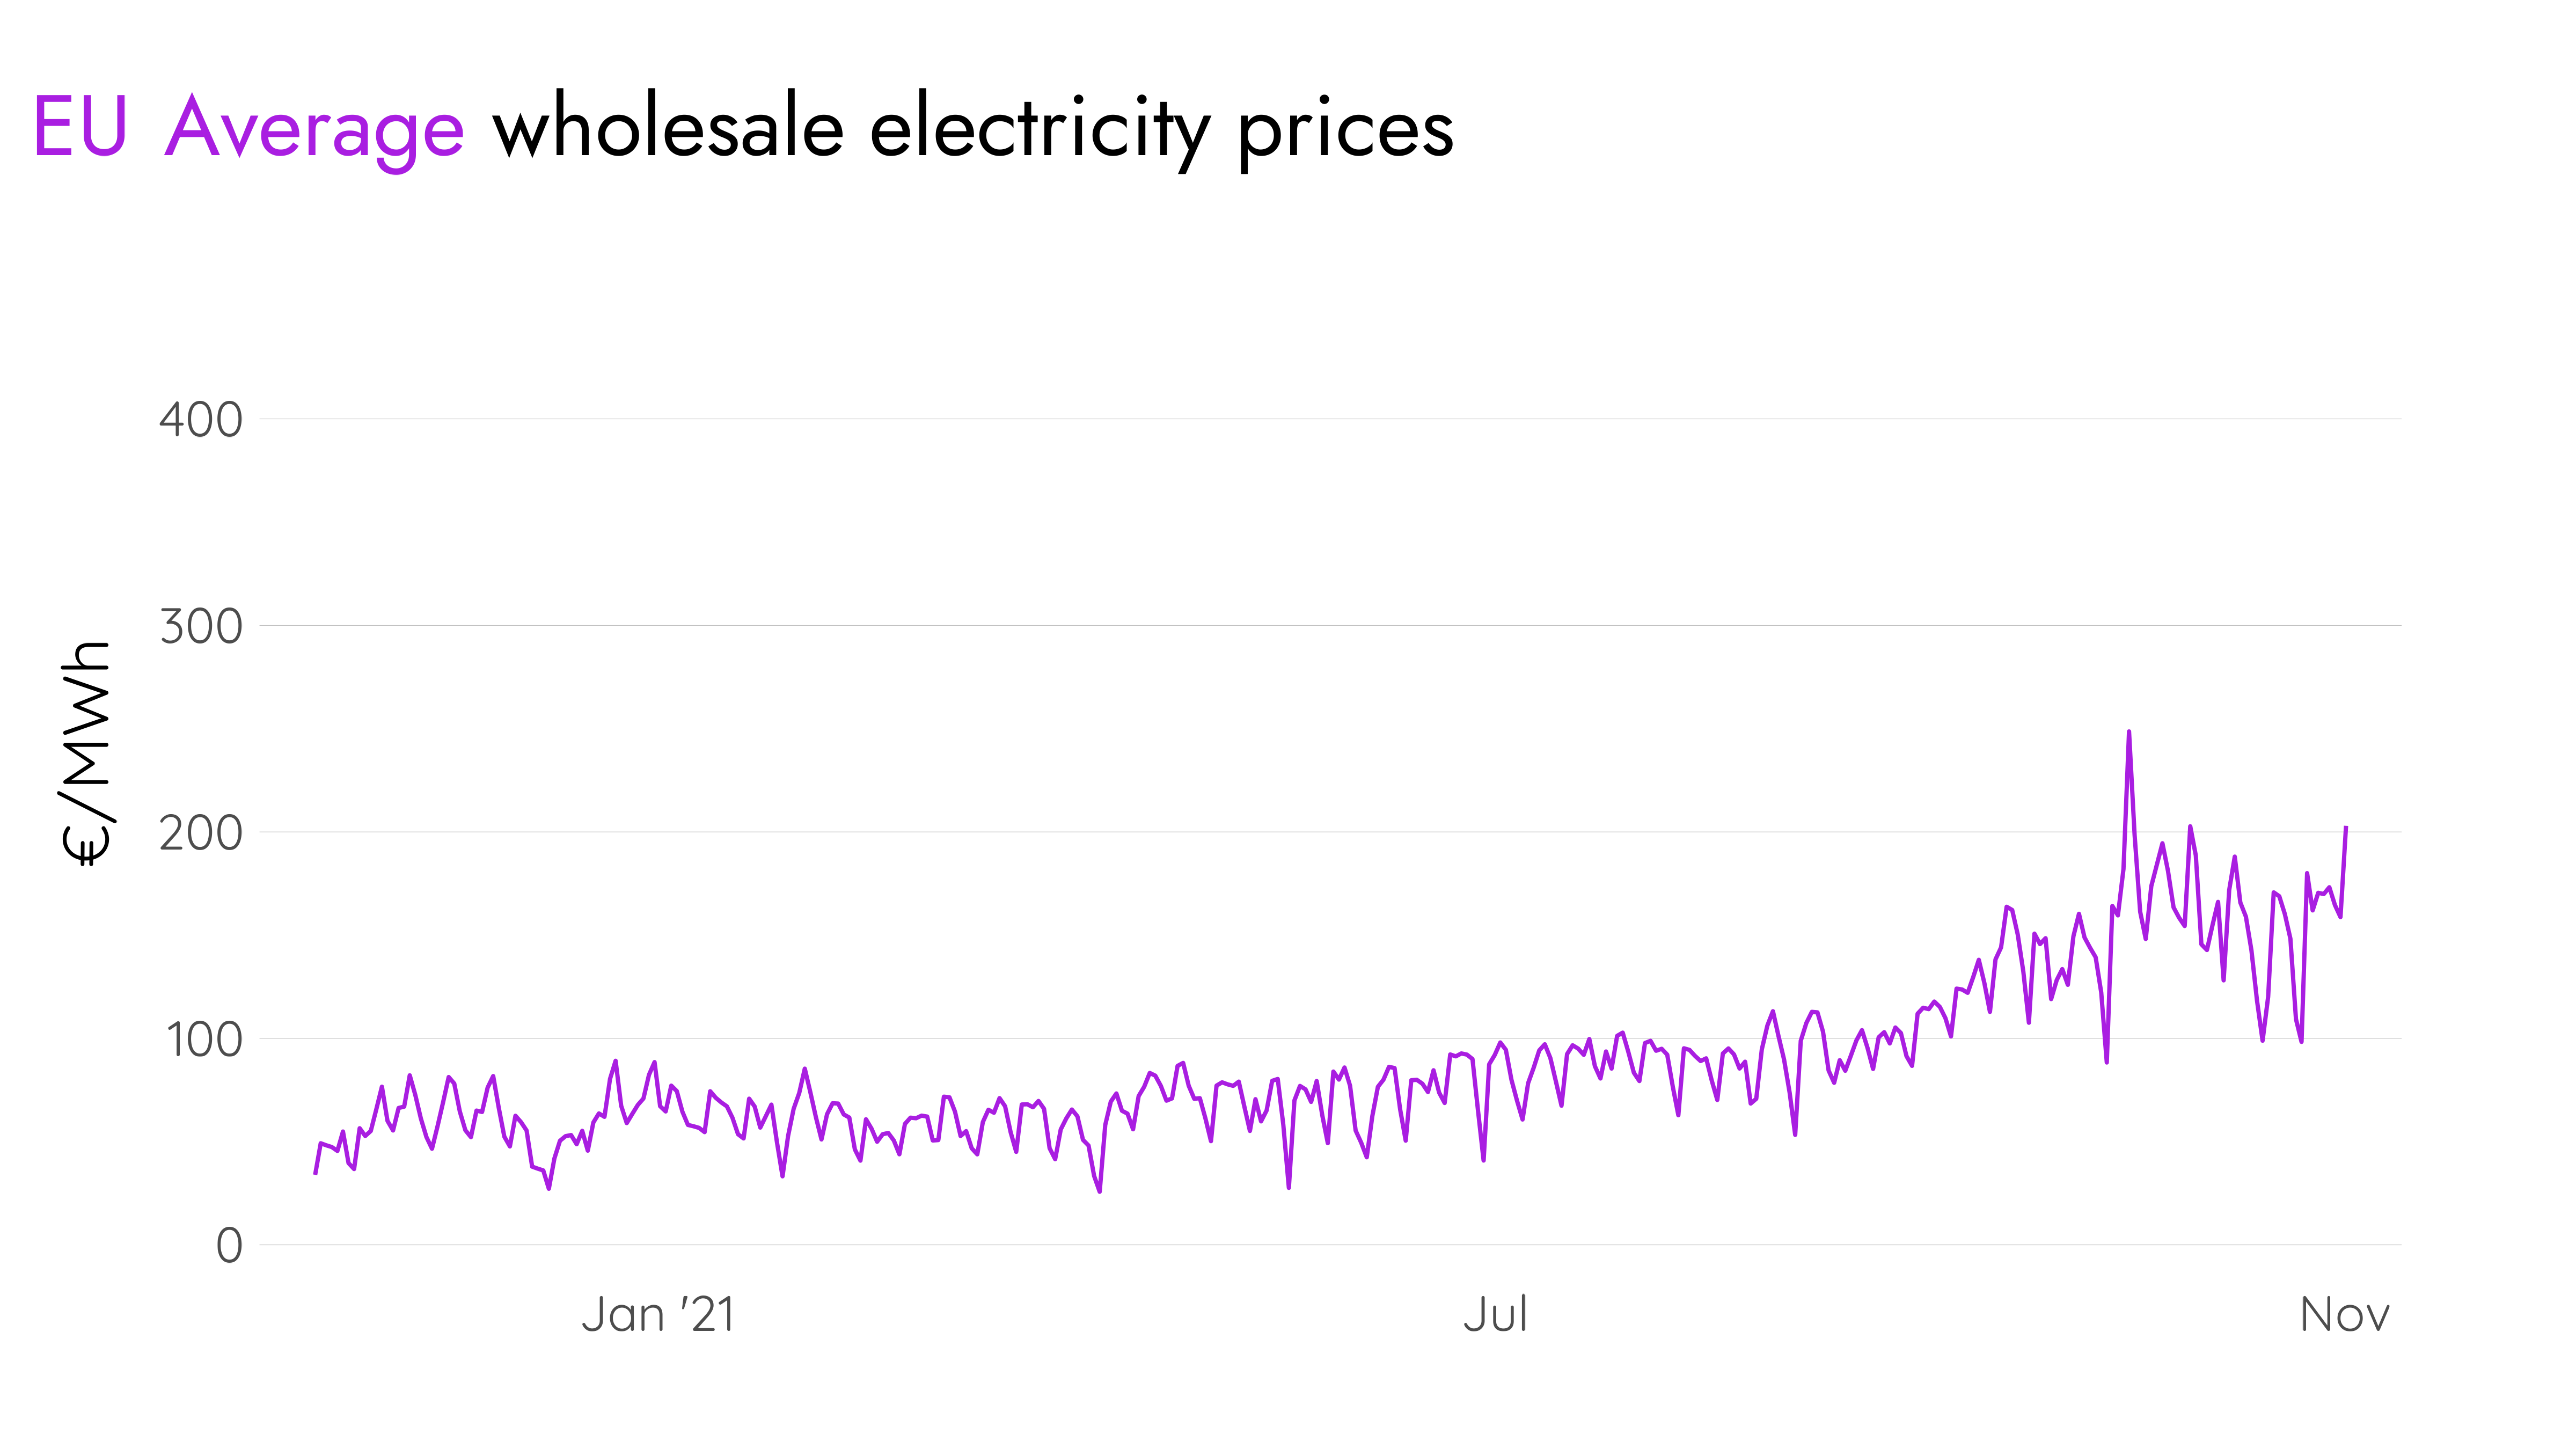 EU Average wholesale electricity prices
400
300
€/MWh
200
100
0
Jan '21 Jul Nov